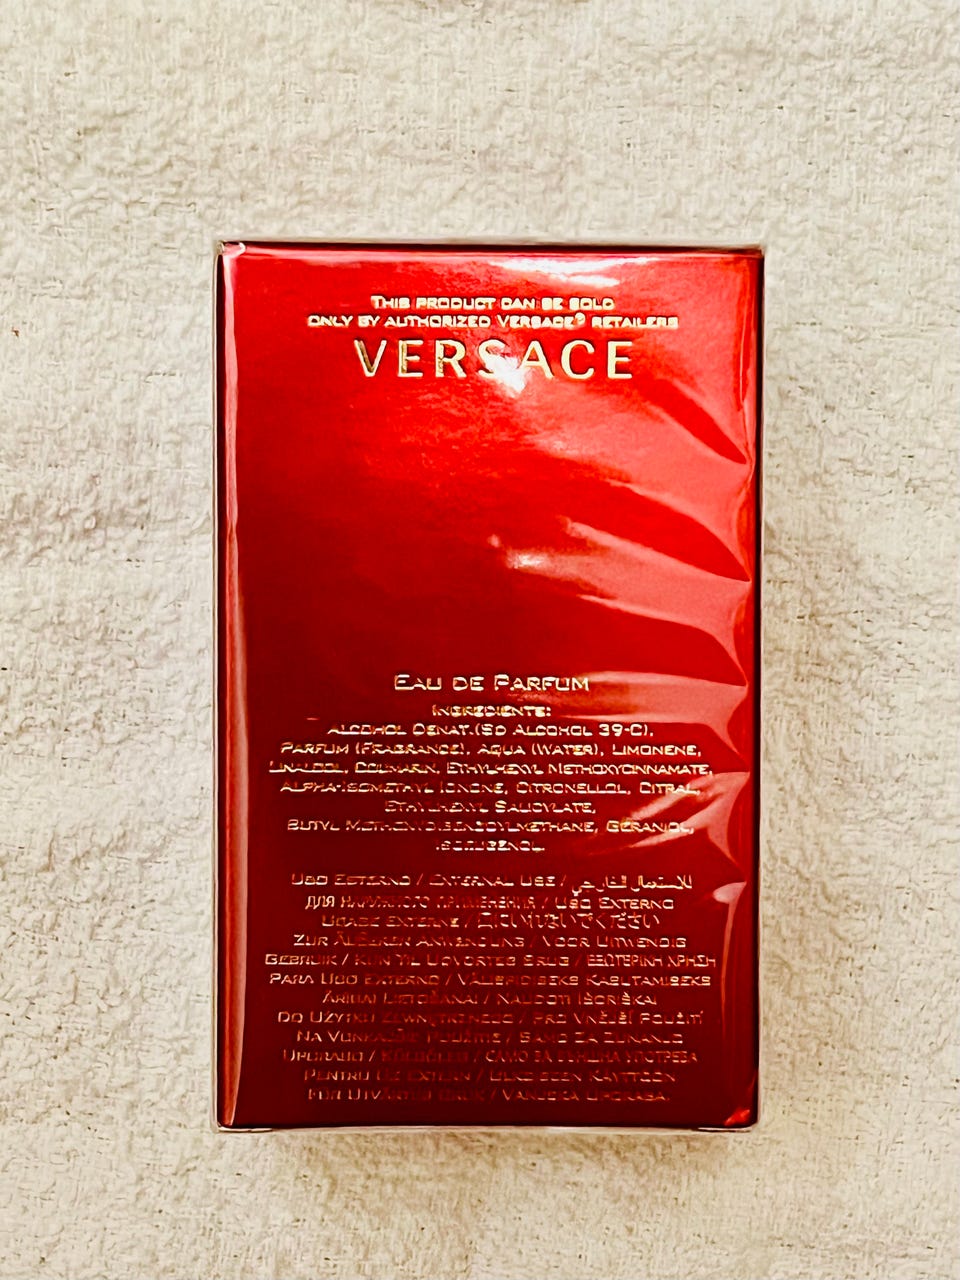 THIS PRODUCT CAN BE SOLD
ONLY BY AUTHORIZED VERSACE® RETAILERS
VERSACE
EAU DE PARFUM
INGREDIENTS:
ALCOHOL DENAT.(SD ALCOHOL 39-C),
PARFUM (FRAGRANCE), AQUA (WATER), LIMONENE,
LINALOOL, COUMARIN, ETHYLHEXYL METHOXYCINNAMATE,
ALPHA-ISOMETHYL IONONE, CITRONELLOL, CITRAL,
ETHYLHEXYL SALICYLATE,
BUTYL METHOXYDIBENZOYLMETHANE, GERANIOL,
ISOEUGENOL.
USO ESTERNO / EXTERNAL USE / للاستعمال الخارجي
ДЛЯ НАРУЖНОГО ПРИМЕНЕНИЯ / USO EXTERNO
USAGE EXTERNE /
ZUR ÄUßEREN ANWENDUNG / VOOR UITWENDIG
GEBRUIK / KUN TIL UDVORTES BRUG / ΕΞΩΤΕΡΙΚΗ ΧΡΗΣΗ
PARA USO EXTERNO / VÄLISPIDISEKS KASUTAMISEKS
ĀRĪGAI LIETOŠANAI / NAUDOTI IŠORIŠKAI
DO UŻYTKU ZEWNĘTRZNEGO / PRO VNĚJŠÍ POUŽITÍ
NA VONKAJŠIE POUŽITIE / SAMO ZA ZUNANJO
UPORABO / KÜLSŐLEG / САМО ЗА ВЪНШНА УПОТРЕБА
PENTRU UZ EXTERN / ULKOISEEN KÄYTTÖÖN
FÖR UTVÄRTES BRUK / VANJSKA UPORABA